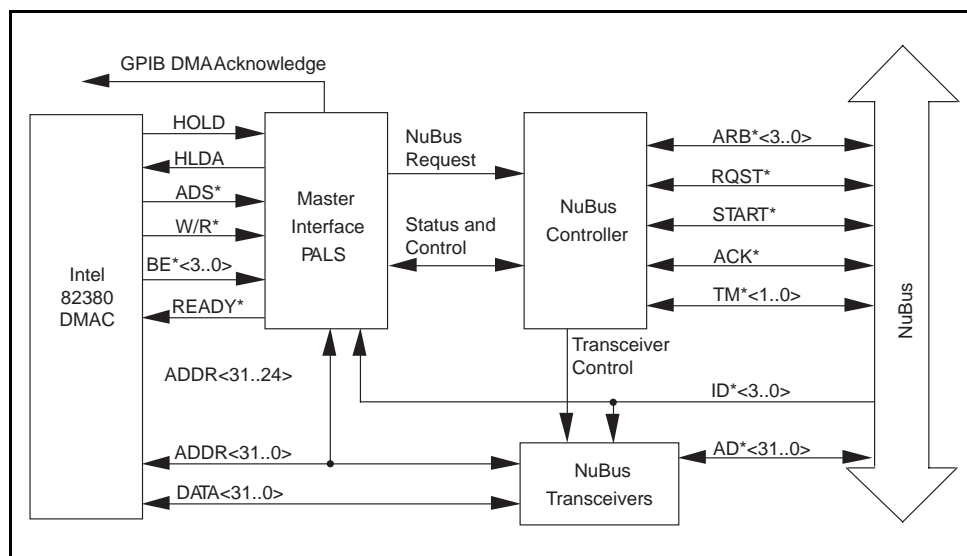 GPIB DMA Acknowledge
HOLD
HLDA
ADS*
W/R*
BE*<3..0>
READY*
Intel
82380
DMAC
Master
Interface
PALS
NuBus
Request
Status and
Control
NuBus
Controller
ARB*<3..0>
RQST*
START*
ACK*
TM*<1..0>
NuBus
Transceiver
Control
ADDR<31..24>
ID*<3..0>
ADDR<31..0>
DATA<31..0>
NuBus
Transceivers
AD*<31..0>